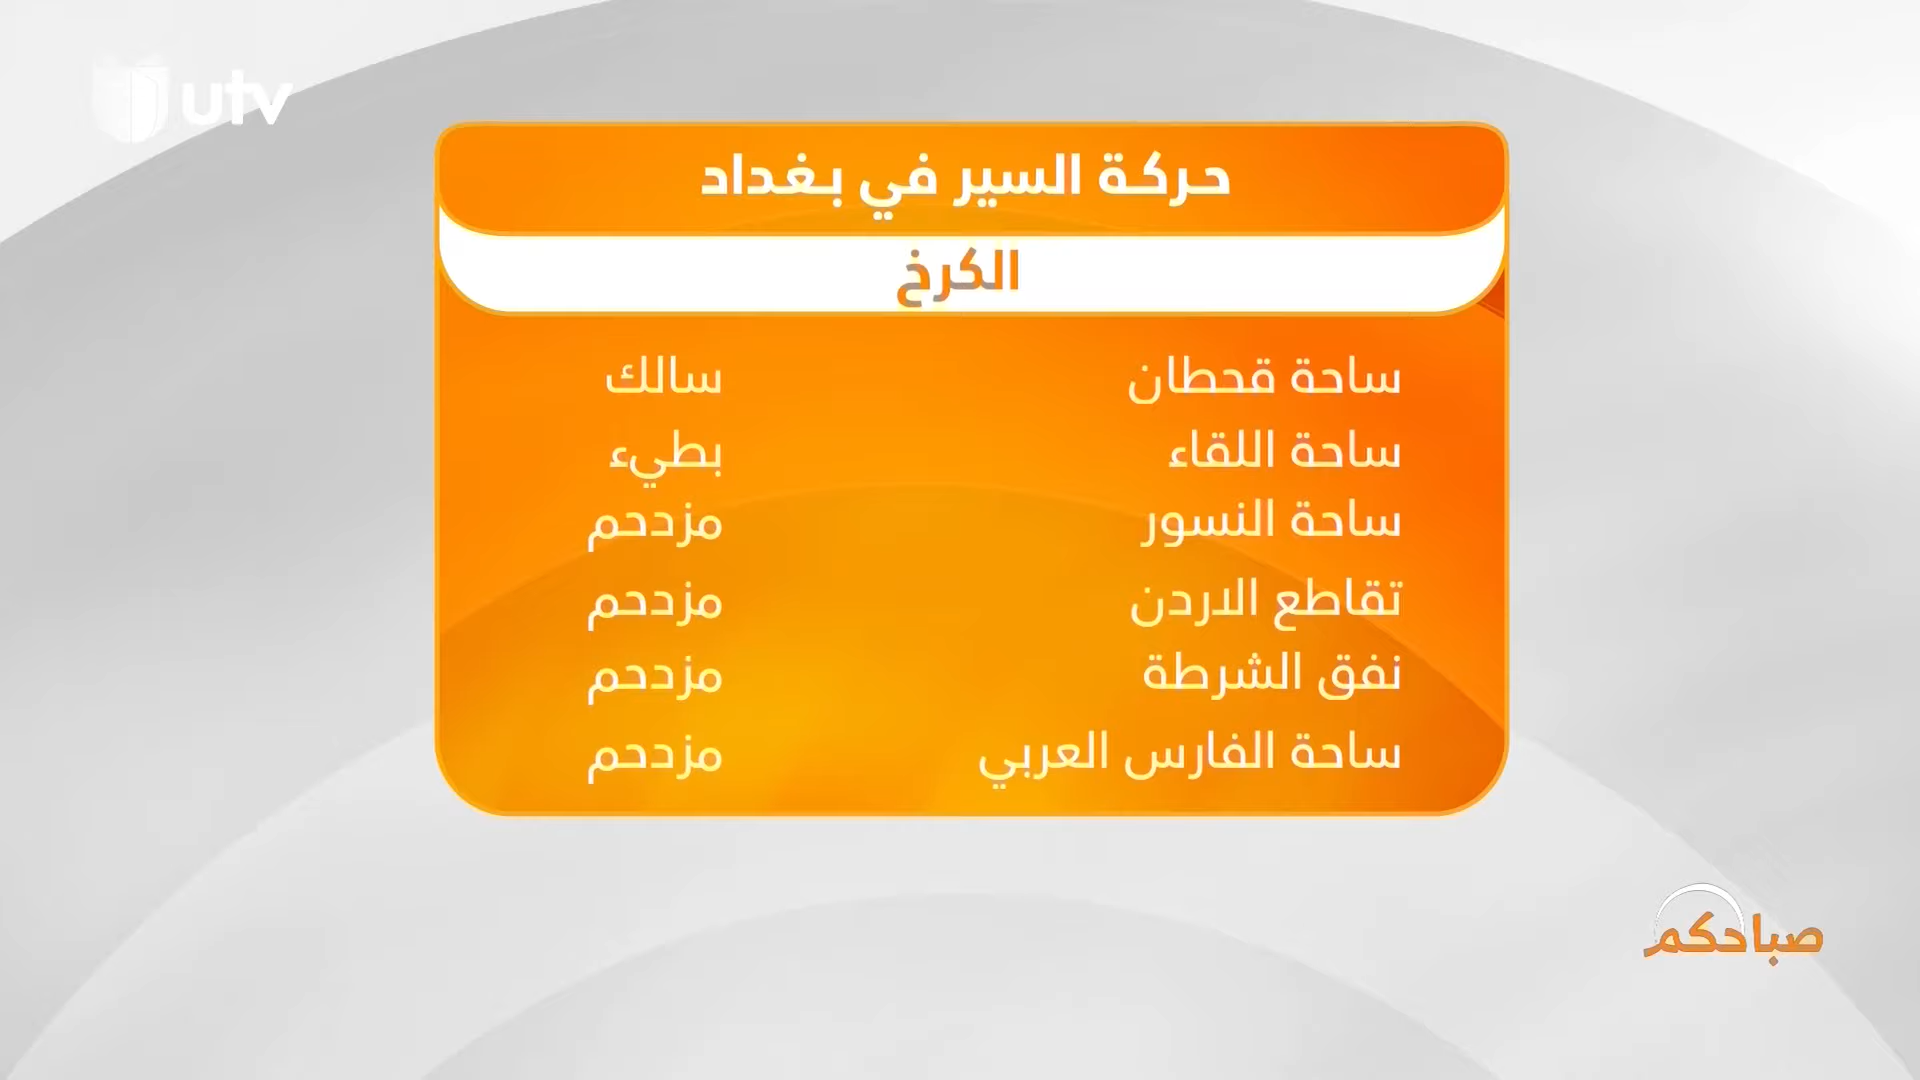 utv
حركة السير في بغداد
الكرخ
ساحة قحطان سالك
ساحة اللقاء بطيء
ساحة النسور مزدحم
تقاطع الاردن مزدحم
نفق الشرطة مزدحم
ساحة الفارس العربي مزدحم
صباحكم